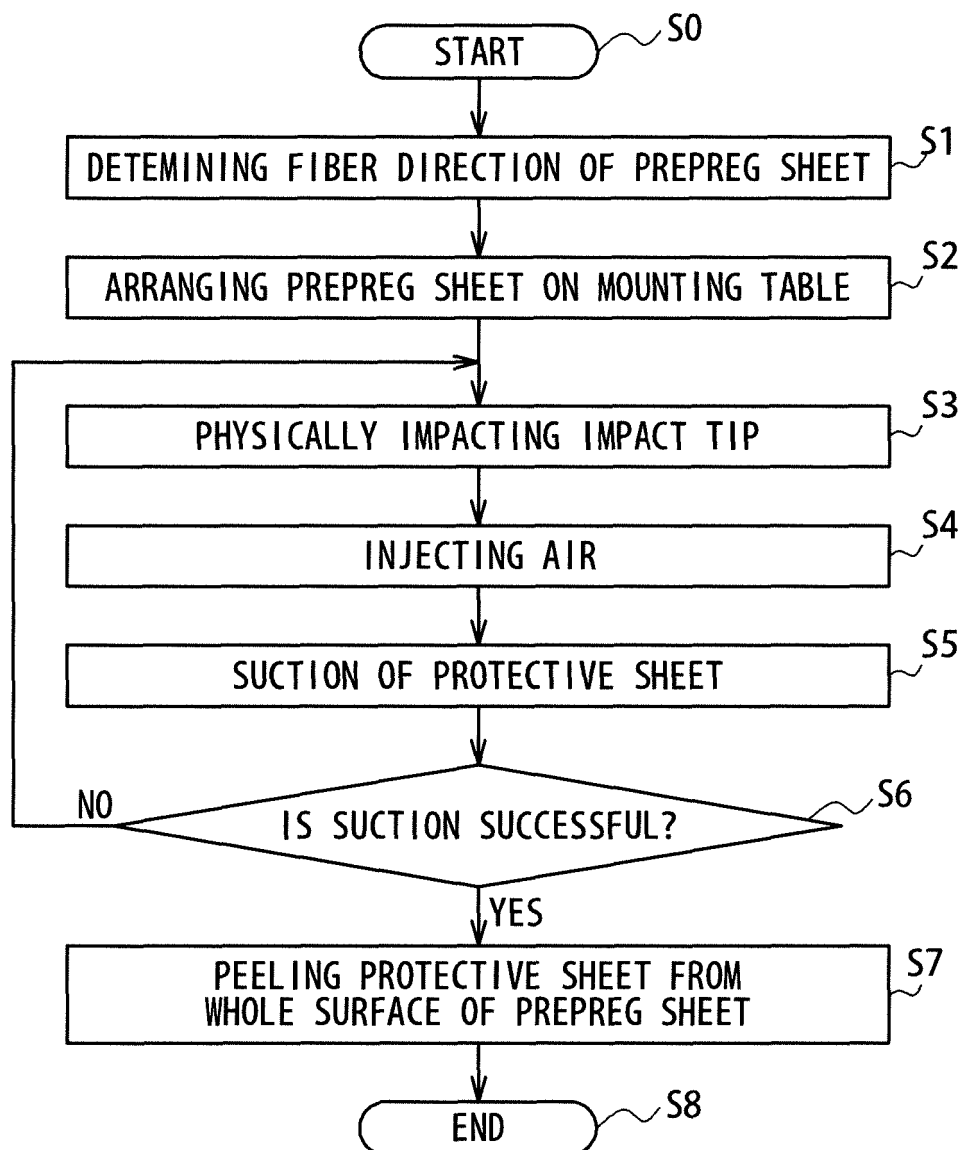 START
S0
DETEMINING FIBER DIRECTION OF PREPREG SHEET
S1
ARRANGING PREPREG SHEET ON MOUNTING TABLE
S2
PHYSICALLY IMPACTING IMPACT TIP
S3
INJECTING AIR
S4
SUCTION OF PROTECTIVE SHEET
S5
NO
IS SUCTION SUCCESSFUL?
S6
YES
PEELING PROTECTIVE SHEET FROM
WHOLE SURFACE OF PREPREG SHEET
S7
END
S8